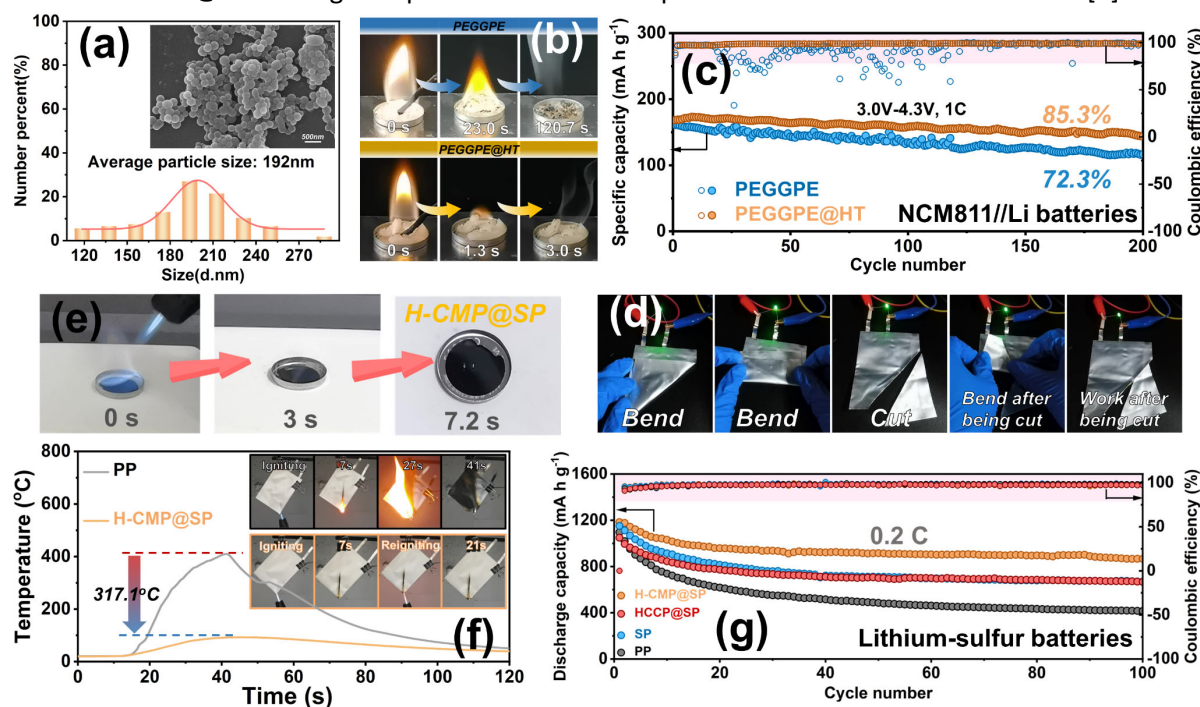 (a)
Number percent(%)
100
80
60
40
20
0
500nm
Average particle size: 192nm
120 150 180 210 240 270
Size(d.nm)
(b)
PEGGPE
0 s 23.0 s 120.7 s
PEGGPE@HT
0 s 1.3 s 3.0 s
(c)
Specific capacity (mA h g⁻¹)
300
250
200
150
100
50
0
3.0V-4.3V, 1C
85.3%
72.3%
PEGGPE
PEGGPE@HT
NCM811//Li batteries
0 50 100 150 200
Cycle number
100
50
0
-50
-100
Coulombic efficiency (%)
(e)
H-CMP@SP
0 s 3 s 7.2 s
(d)
Bend Bend Cut Bend after being cut Work after being cut
(f)
Temperature (°C)
800
600
400
200
0
PP
H-CMP@SP
317.1°C
Igniting 7s 27s 41s
Igniting 7s Reigniting 21s
0 20 40 60 80 100 120
Time (s)
(g)
Discharge capacity (mA h g⁻¹)
1600
1200
800
400
0
0.2 C
H-CMP@SP
HCCP@SP
SP
PP
Lithium-sulfur batteries
0 20 40 60 80 100
Cycle number
100
50
0
-50
-100
Coulombic efficiency (%)